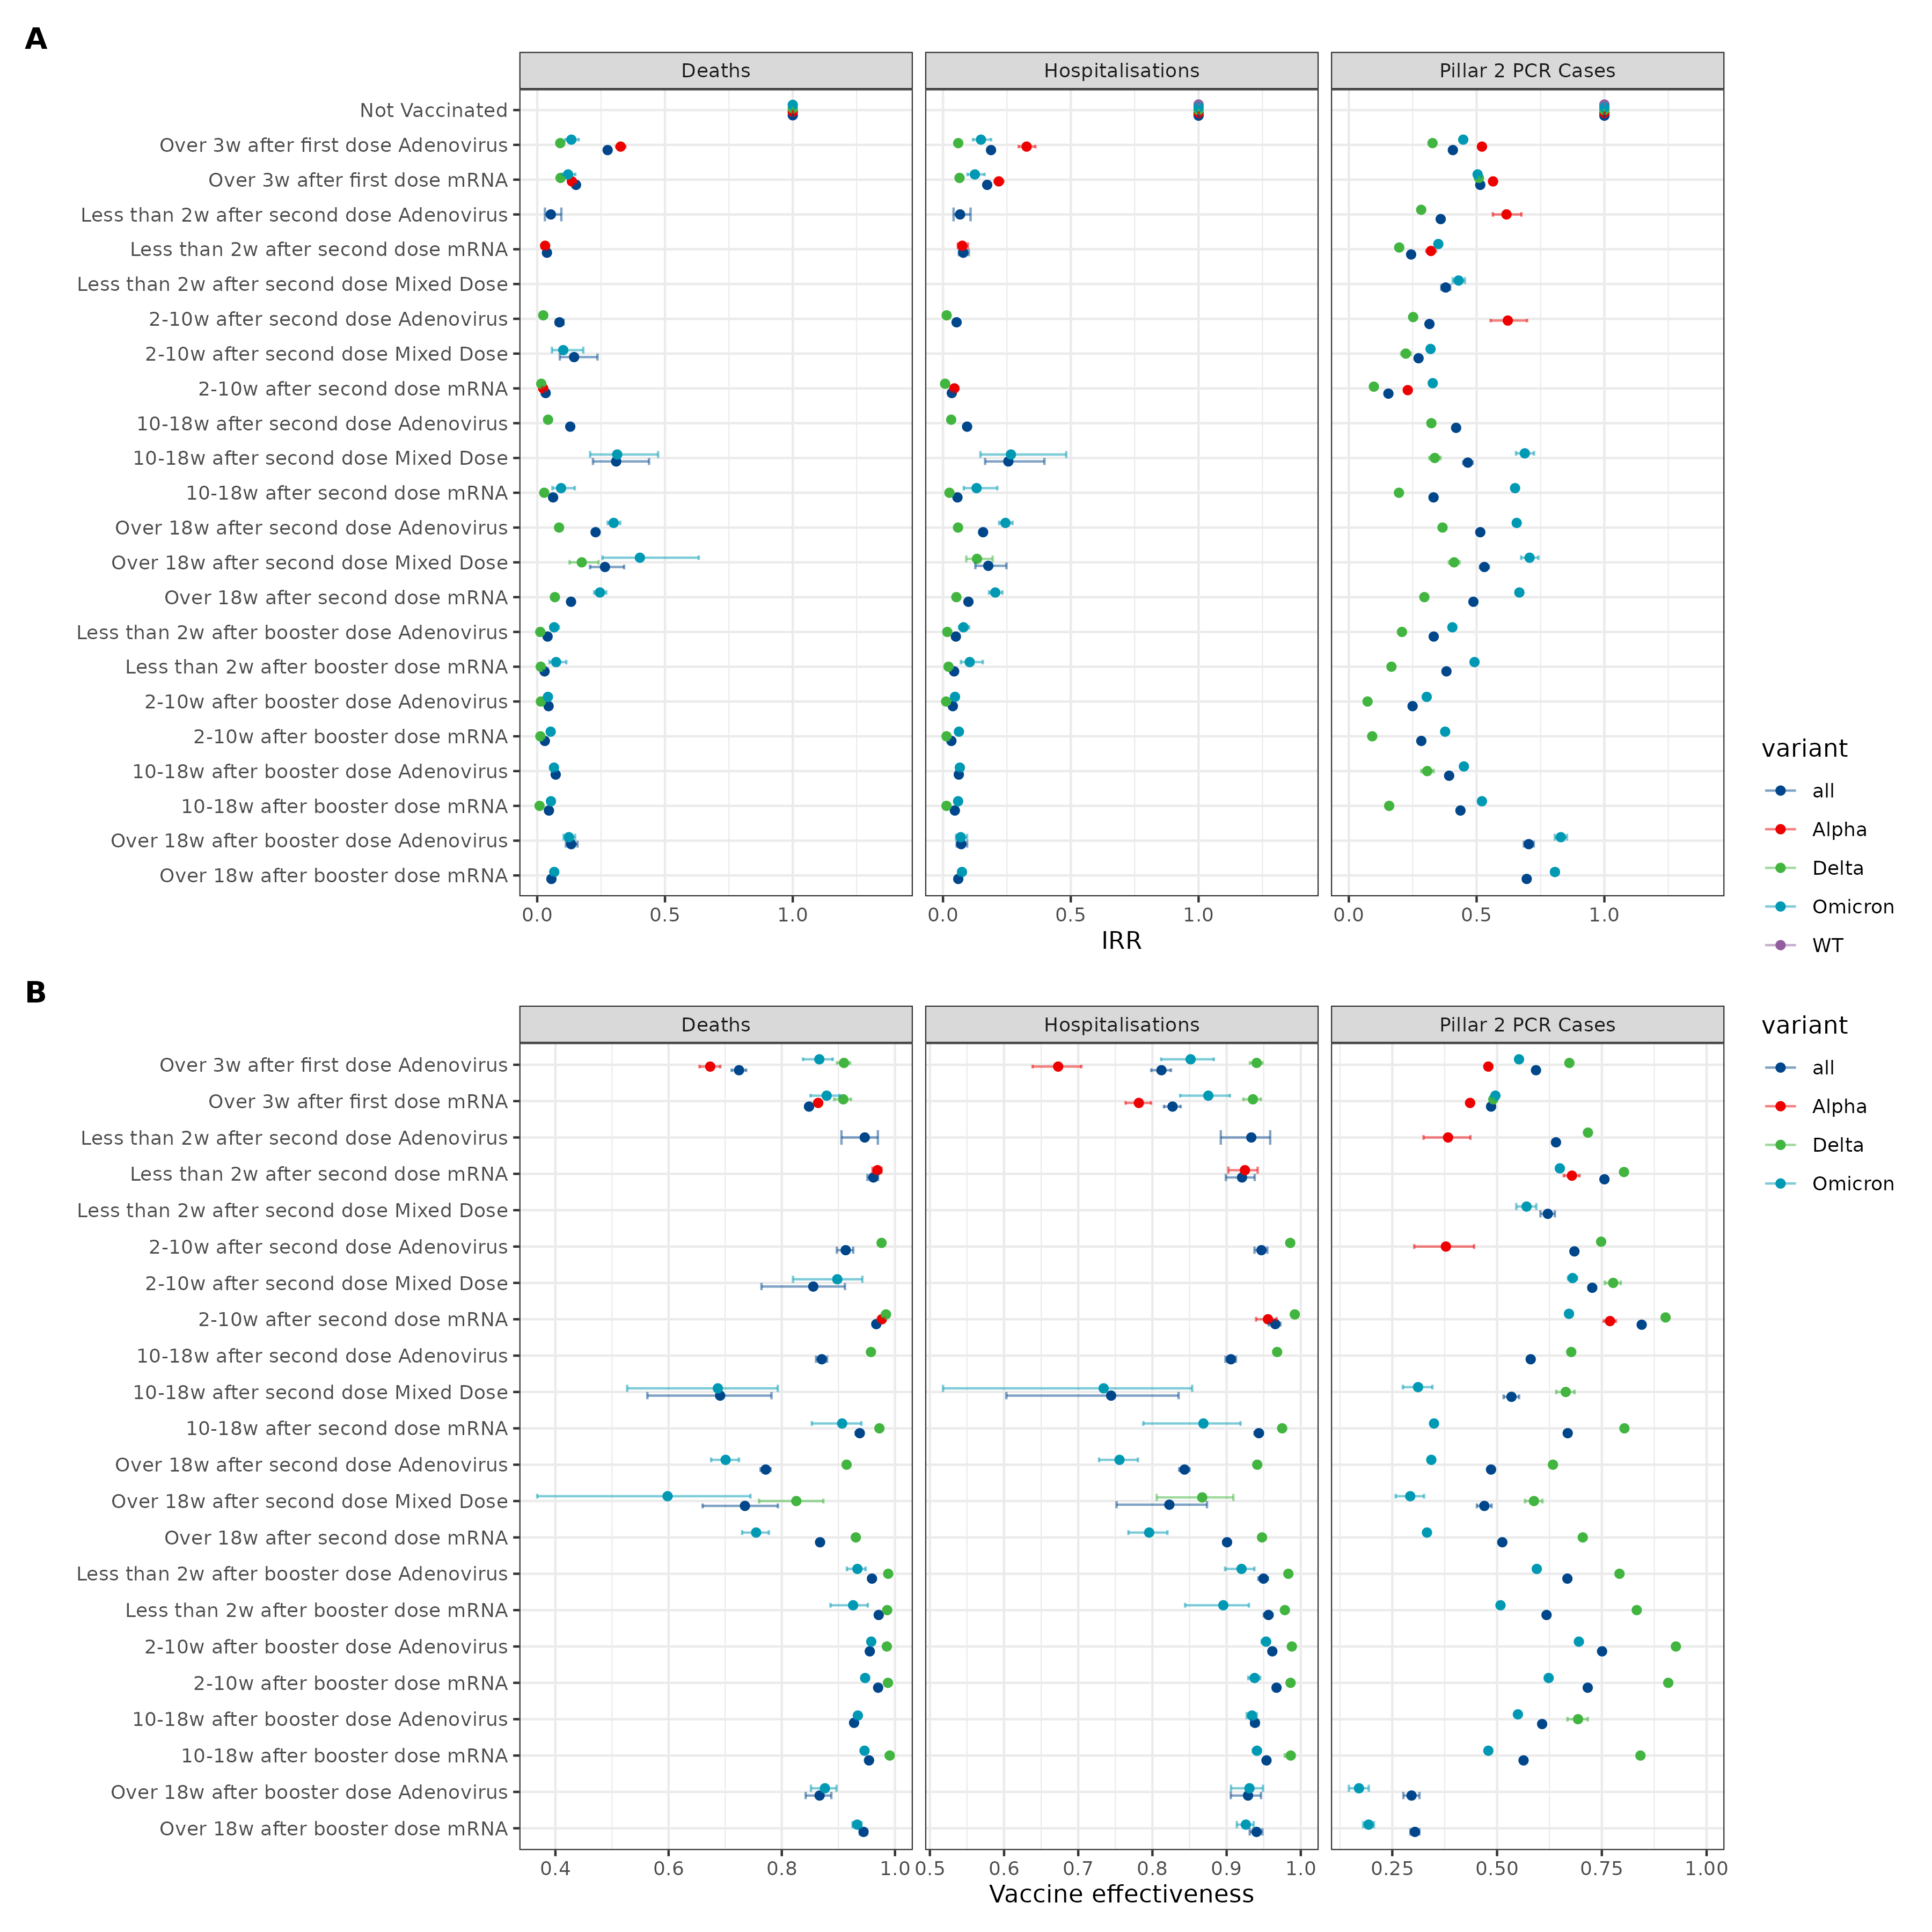 A
Deaths Hospitalisations Pillar 2 PCR Cases
Not Vaccinated
Over 3w after first dose Adenovirus
Over 3w after first dose mRNA
Less than 2w after second dose Adenovirus
Less than 2w after second dose mRNA
Less than 2w after second dose Mixed Dose
2-10w after second dose Adenovirus
2-10w after second dose Mixed Dose
2-10w after second dose mRNA
10-18w after second dose Adenovirus
10-18w after second dose Mixed Dose
10-18w after second dose mRNA
Over 18w after second dose Adenovirus
Over 18w after second dose Mixed Dose
Over 18w after second dose mRNA
Less than 2w after booster dose Adenovirus
Less than 2w after booster dose mRNA
2-10w after booster dose Adenovirus
2-10w after booster dose mRNA
10-18w after booster dose Adenovirus
10-18w after booster dose mRNA
Over 18w after booster dose Adenovirus
Over 18w after booster dose mRNA
0.0 0.5 1.0 0.0 0.5 1.0 0.0 0.5 1.0
IRR
variant
all
Alpha
Delta
Omicron
WT
B
Deaths Hospitalisations Pillar 2 PCR Cases
Over 3w after first dose Adenovirus
Over 3w after first dose mRNA
Less than 2w after second dose Adenovirus
Less than 2w after second dose mRNA
Less than 2w after second dose Mixed Dose
2-10w after second dose Adenovirus
2-10w after second dose Mixed Dose
2-10w after second dose mRNA
10-18w after second dose Adenovirus
10-18w after second dose Mixed Dose
10-18w after second dose mRNA
Over 18w after second dose Adenovirus
Over 18w after second dose Mixed Dose
Over 18w after second dose mRNA
Less than 2w after booster dose Adenovirus
Less than 2w after booster dose mRNA
2-10w after booster dose Adenovirus
2-10w after booster dose mRNA
10-18w after booster dose Adenovirus
10-18w after booster dose mRNA
Over 18w after booster dose Adenovirus
Over 18w after booster dose mRNA
0.4 0.6 0.8 1.0 0.5 0.6 0.7 0.8 0.9 1.0 0.25 0.50 0.75 1.00
Vaccine effectiveness
variant
all
Alpha
Delta
Omicron